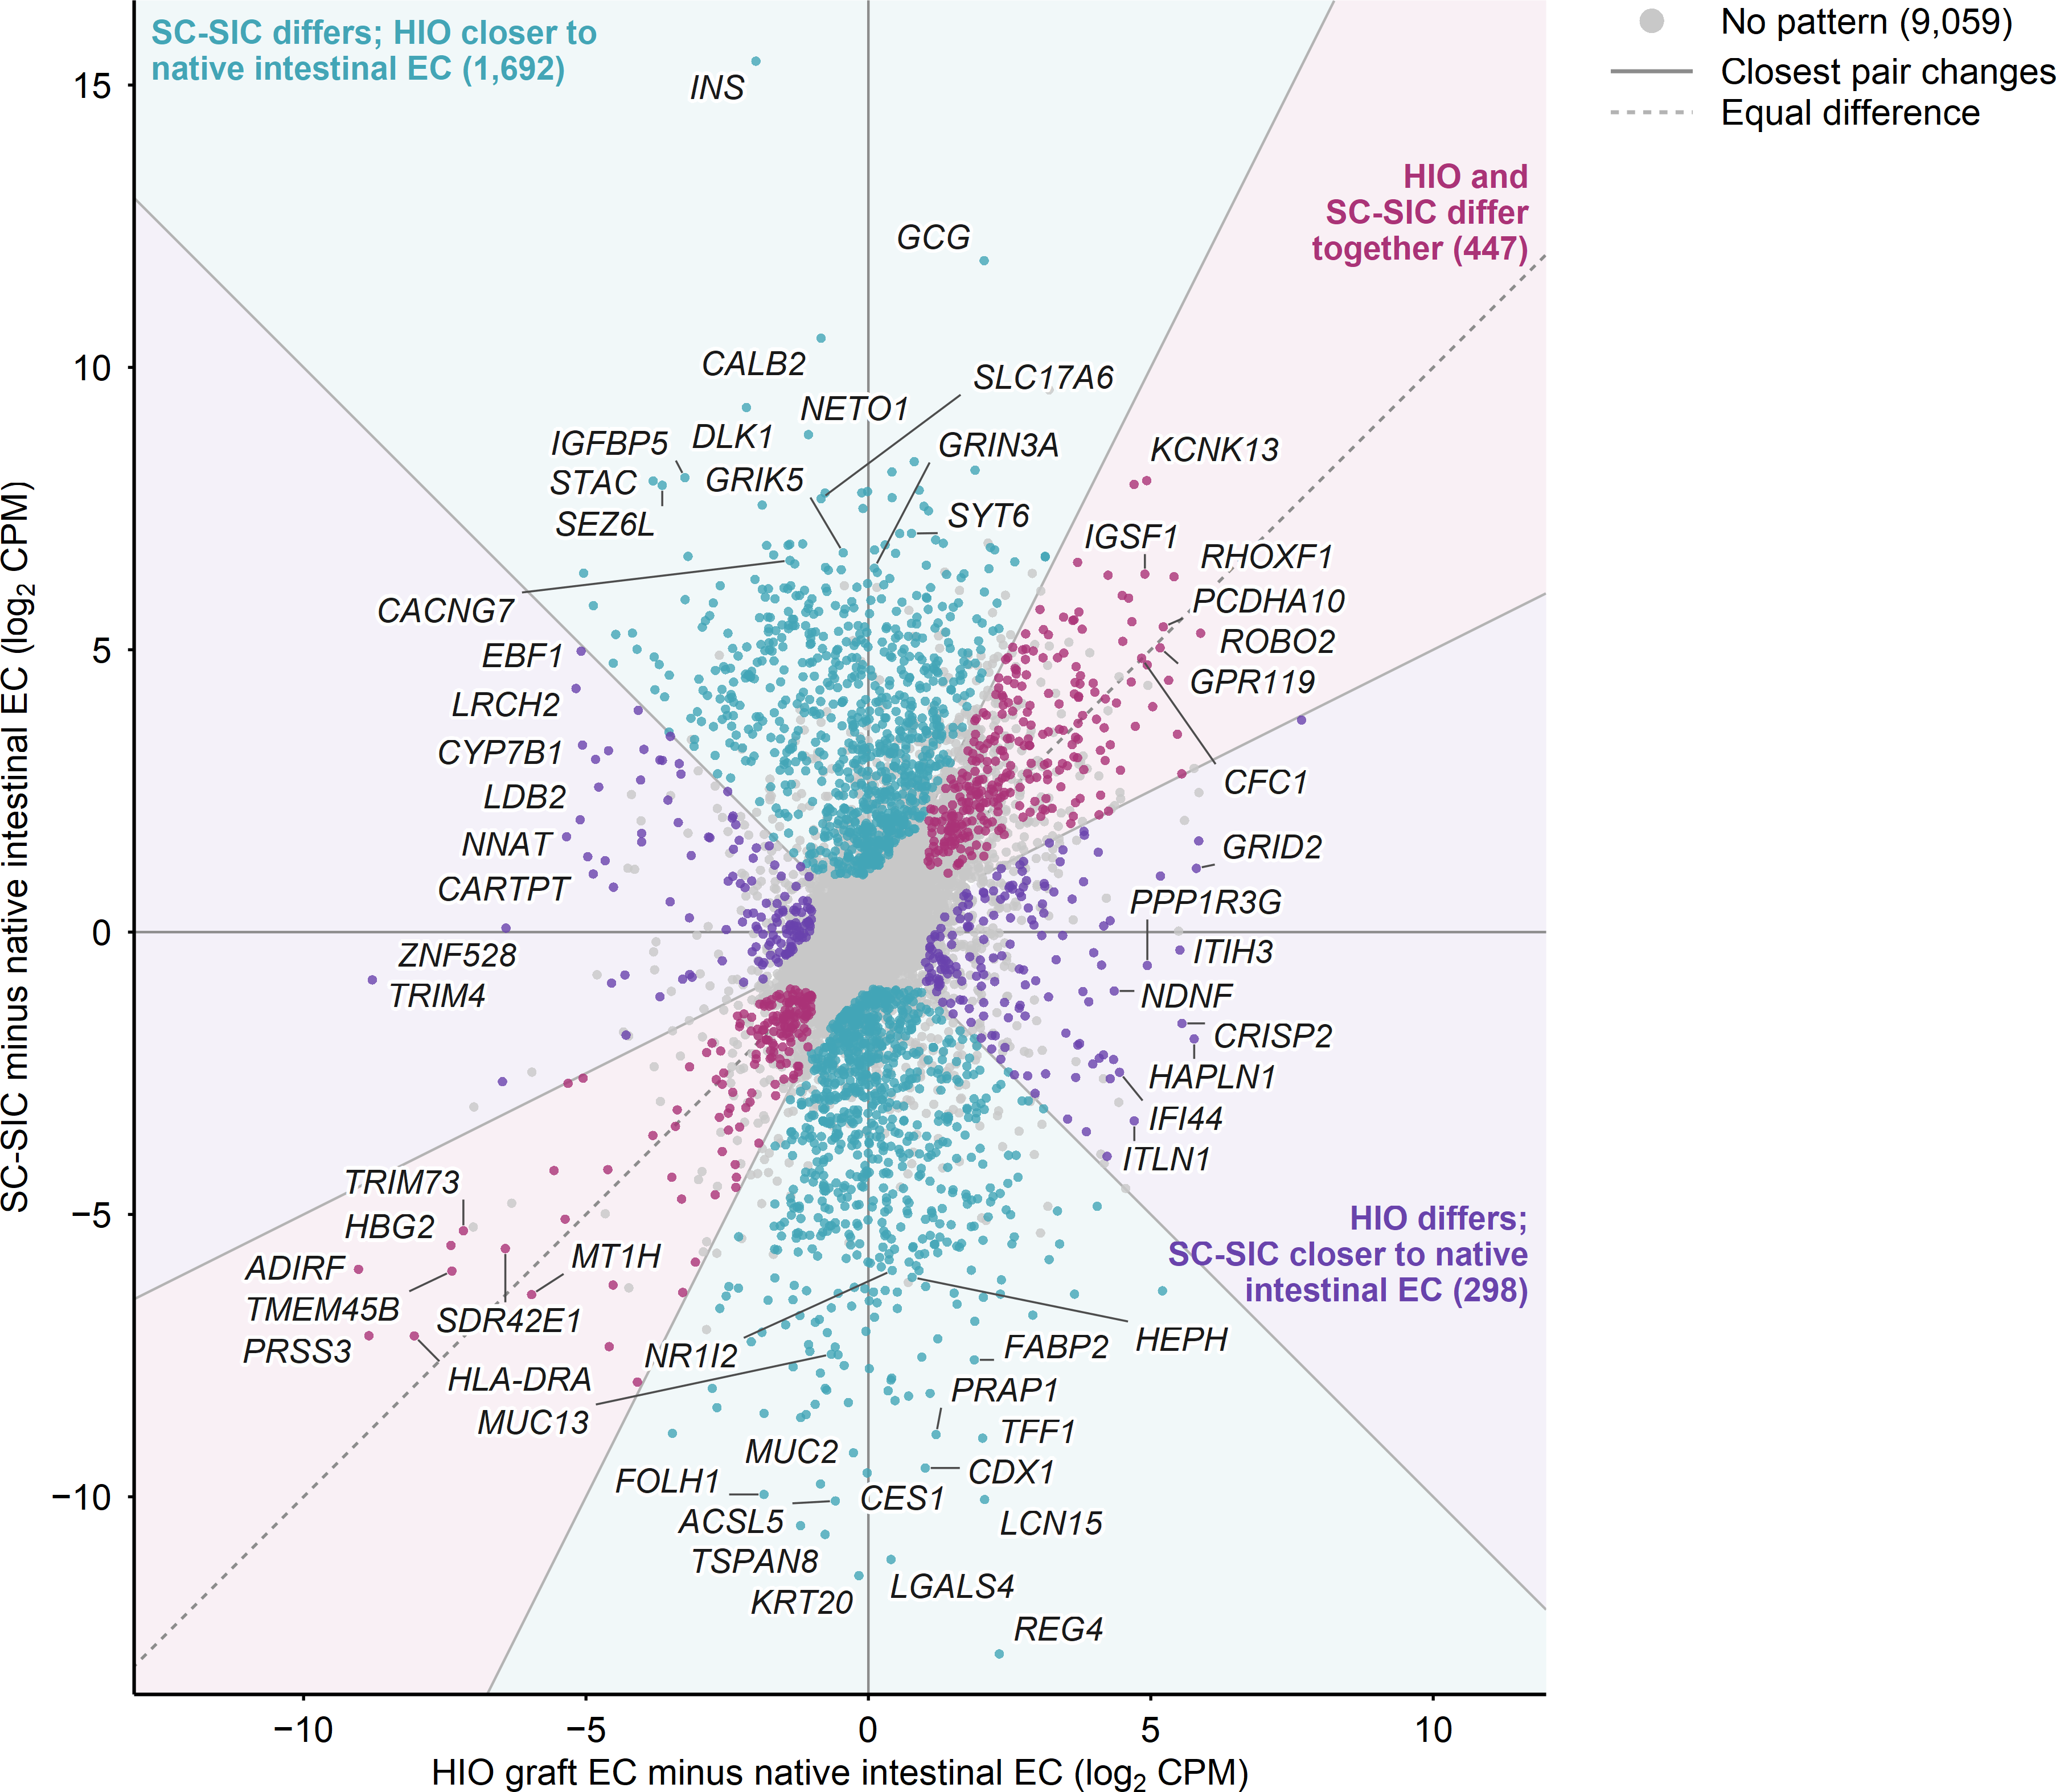 SC-SIC differs; HIO closer to
native intestinal EC (1,692)
No pattern (9,059)
Closest pair changes
Equal difference
HIO and
SC-SIC differ
together (447)
HIO differs;
SC-SIC closer to native
intestinal EC (298)
INS
GCG
CALB2
SLC17A6
NETO1
IGFBP5
DLK1
GRIN3A
KCNK13
STAC
GRIK5
SEZ6L
SYT6
IGSF1
RHOXF1
CACNG7
PCDHA10
EBF1
ROBO2
GPR119
LRCH2
CYP7B1
CFC1
LDB2
NNAT
GRID2
CARTPT
PPP1R3G
ZNF528
ITIH3
TRIM4
NDNF
CRISP2
HAPLN1
IFI44
ITLN1
TRIM73
HBG2
ADIRF
MT1H
TMEM45B
SDR42E1
PRSS3
NR1I2
HEPH
FABP2
HLA-DRA
PRAP1
MUC13
TFF1
MUC2
CDX1
FOLH1
CES1
ACSL5
LCN15
TSPAN8
LGALS4
KRT20
REG4
15
10
5
0
−5
−10
−10
−5
0
5
10
SC-SIC minus native intestinal EC (log2 CPM)
HIO graft EC minus native intestinal EC (log2 CPM)